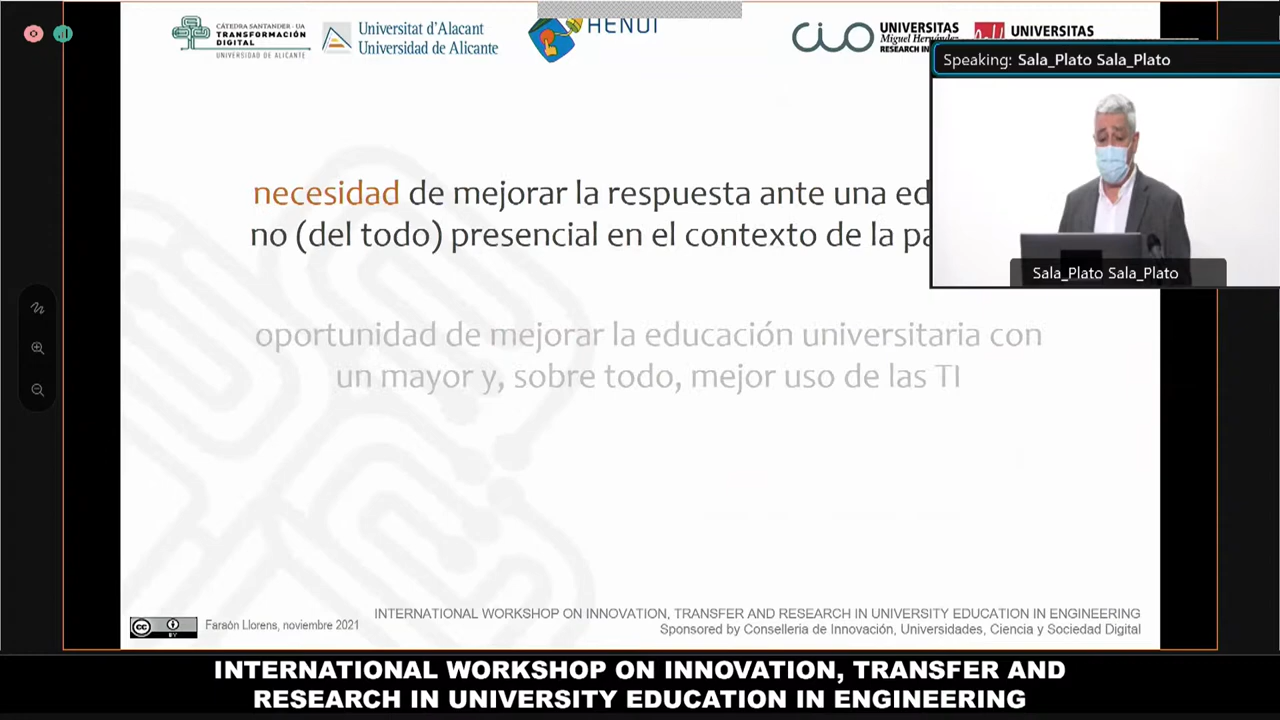 CÁTEDRA SANTANDER - UA
TRANSFORMACIÓN
DIGITAL
UNIVERSIDAD DE ALICANTE
Universitat d'Alacant
Universidad de Alicante
HENUI
UNIVERSITAS
Miguel Hernández
RESEARCH IN
UNIVERSITAS
Speaking: Sala_Plato Sala_Plato
necesidad de mejorar la respuesta ante una
no (del todo) presencial en el contexto de la
Sala_Plato Sala_Plato
oportunidad de mejorar la educación universitaria con
un mayor y, sobre todo, mejor uso de las TI
CC BY
Faraón Llorens, noviembre 2021
INTERNATIONAL WORKSHOP ON INNOVATION, TRANSFER AND RESEARCH IN UNIVERSITY EDUCATION IN ENGINEERING
Sponsored by Conselleria de Innovación, Universidades, Ciencia y Sociedad Digital
INTERNATIONAL WORKSHOP ON INNOVATION, TRANSFER AND
RESEARCH IN UNIVERSITY EDUCATION IN ENGINEERING